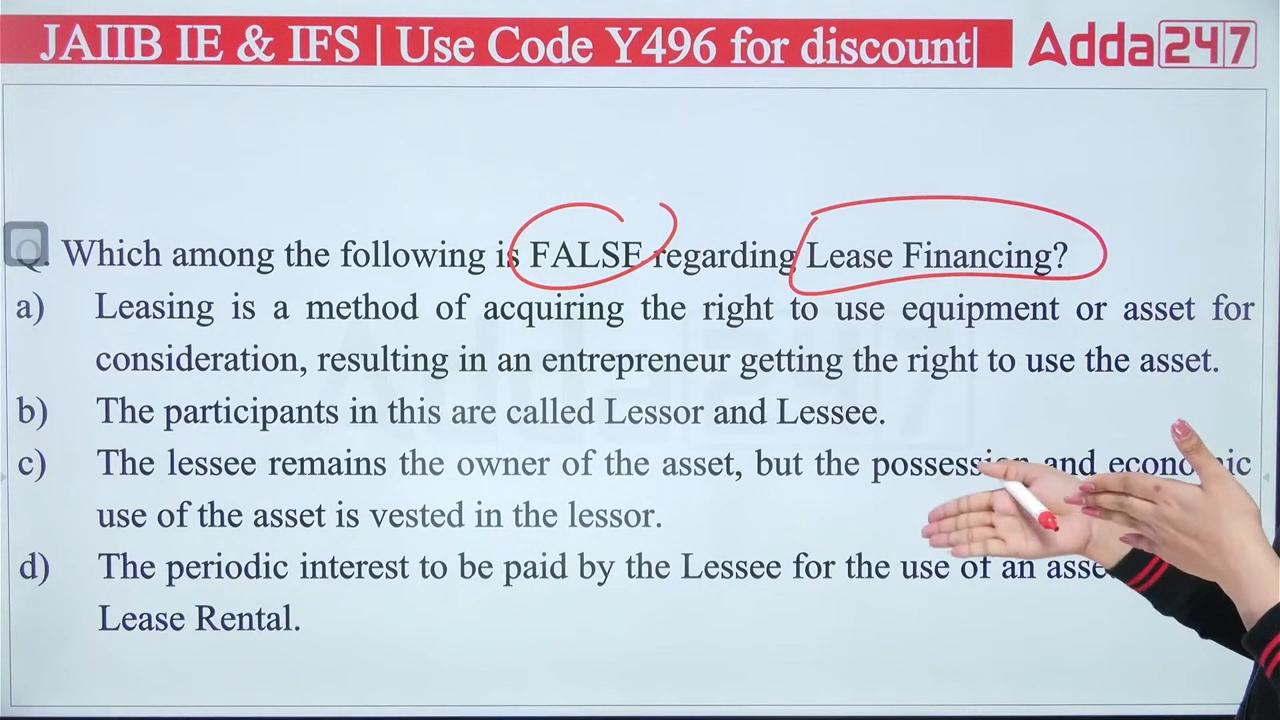 JAIIB IE & IFS | Use Code Y496 for discount|
Adda247
Q. Which among the following is FALSE regarding Lease Financing?
a) Leasing is a method of acquiring the right to use equipment or asset for
consideration, resulting in an entrepreneur getting the right to use the asset.
b) The participants in this are called Lessor and Lessee.
c) The lessee remains the owner of the asset, but the possession and economic
use of the asset is vested in the lessor.
d) The periodic interest to be paid by the Lessee for the use of an asse
Lease Rental.